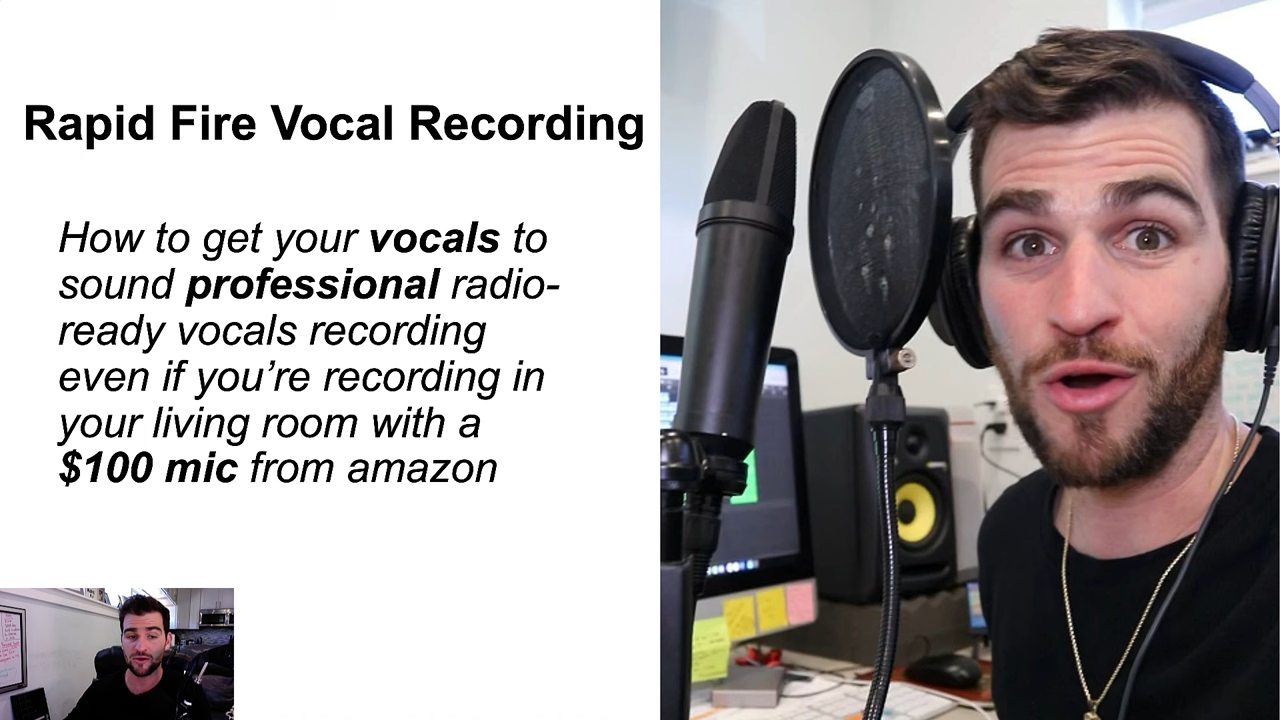 Rapid Fire Vocal Recording
How to get your vocals to
sound professional radio-
ready vocals recording
even if you’re recording in
your living room with a
$100 mic from amazon